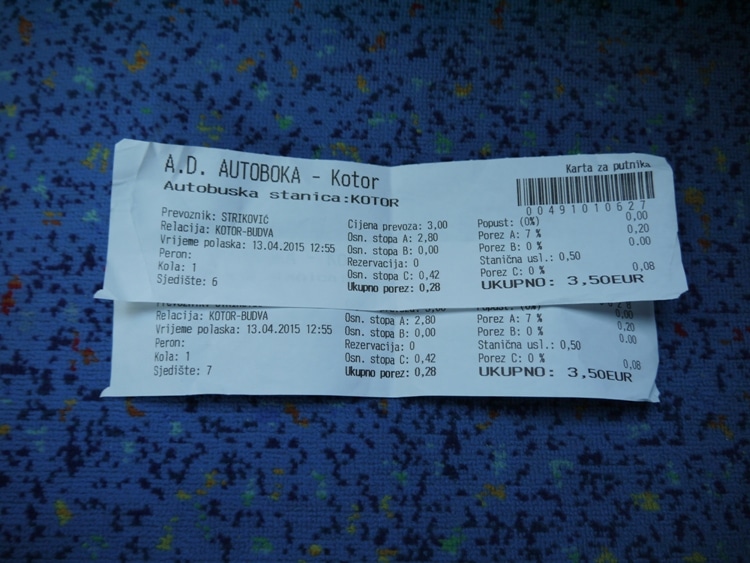 A.D. AUTOBOKA - Kotor
Autobuska stanica:KOTOR
Karta za putnika
00491010627
Prevoznik: STRIKOVIĆ
Relacija: KOTOR-BUDVA
Vrijeme polaska: 13.04.2015 12:55
Peron:
Kola: 1
Sjedište: 6
Cijena prevoza: 3,00
Osn. stopa A: 2,80
Osn. stopa B: 0,00
Rezervacija: 0
Osn. stopa C: 0,42
Ukupno porez: 0,28
Popust: (0%) 0,00
Porez A: 7 % 0,20
Porez B: 0 % 0.00
Stanična usl.: 0,50
Porez C: 0 % 0,08
UKUPNO: 3,50EUR
Relacija: KOTOR-BUDVA
Vrijeme polaska: 13.04.2015 12:55
Peron:
Kola: 1
Sjedište: 7
Osn. stopa A: 2,80
Osn. stopa B: 0,00
Rezervacija: 0
Osn. stopa C: 0,42
Ukupno porez: 0,28
Porez A: 7 % 0,20
Porez B: 0 % 0.00
Stanična usl.: 0,50
Porez C: 0 % 0,08
UKUPNO: 3,50EUR